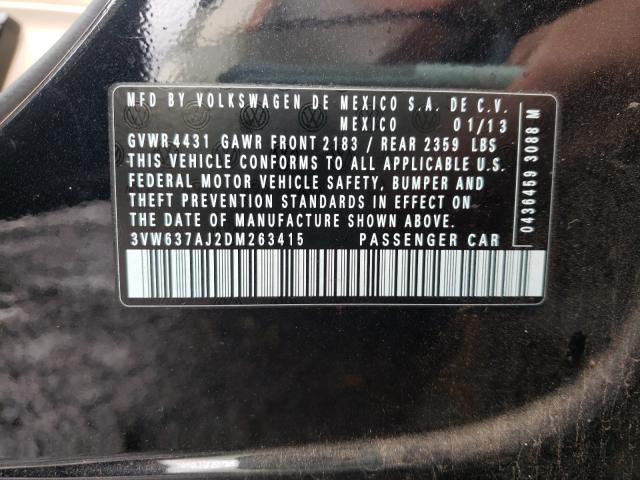 MFD BY VOLKSWAGEN DE MEXICO S.A. DE C.V.
MEXICO 01/13
GVWR 4431 GAWR FRONT 2183 / REAR 2359 LBS
THIS VEHICLE CONFORMS TO ALL APPLICABLE U.S.
FEDERAL MOTOR VEHICLE SAFETY, BUMPER AND
THEFT PREVENTION STANDARDS IN EFFECT ON
THE DATE OF MANUFACTURE SHOWN ABOVE.
3VW637AJ2DM263415 PASSENGER CAR
0436459 3088 M